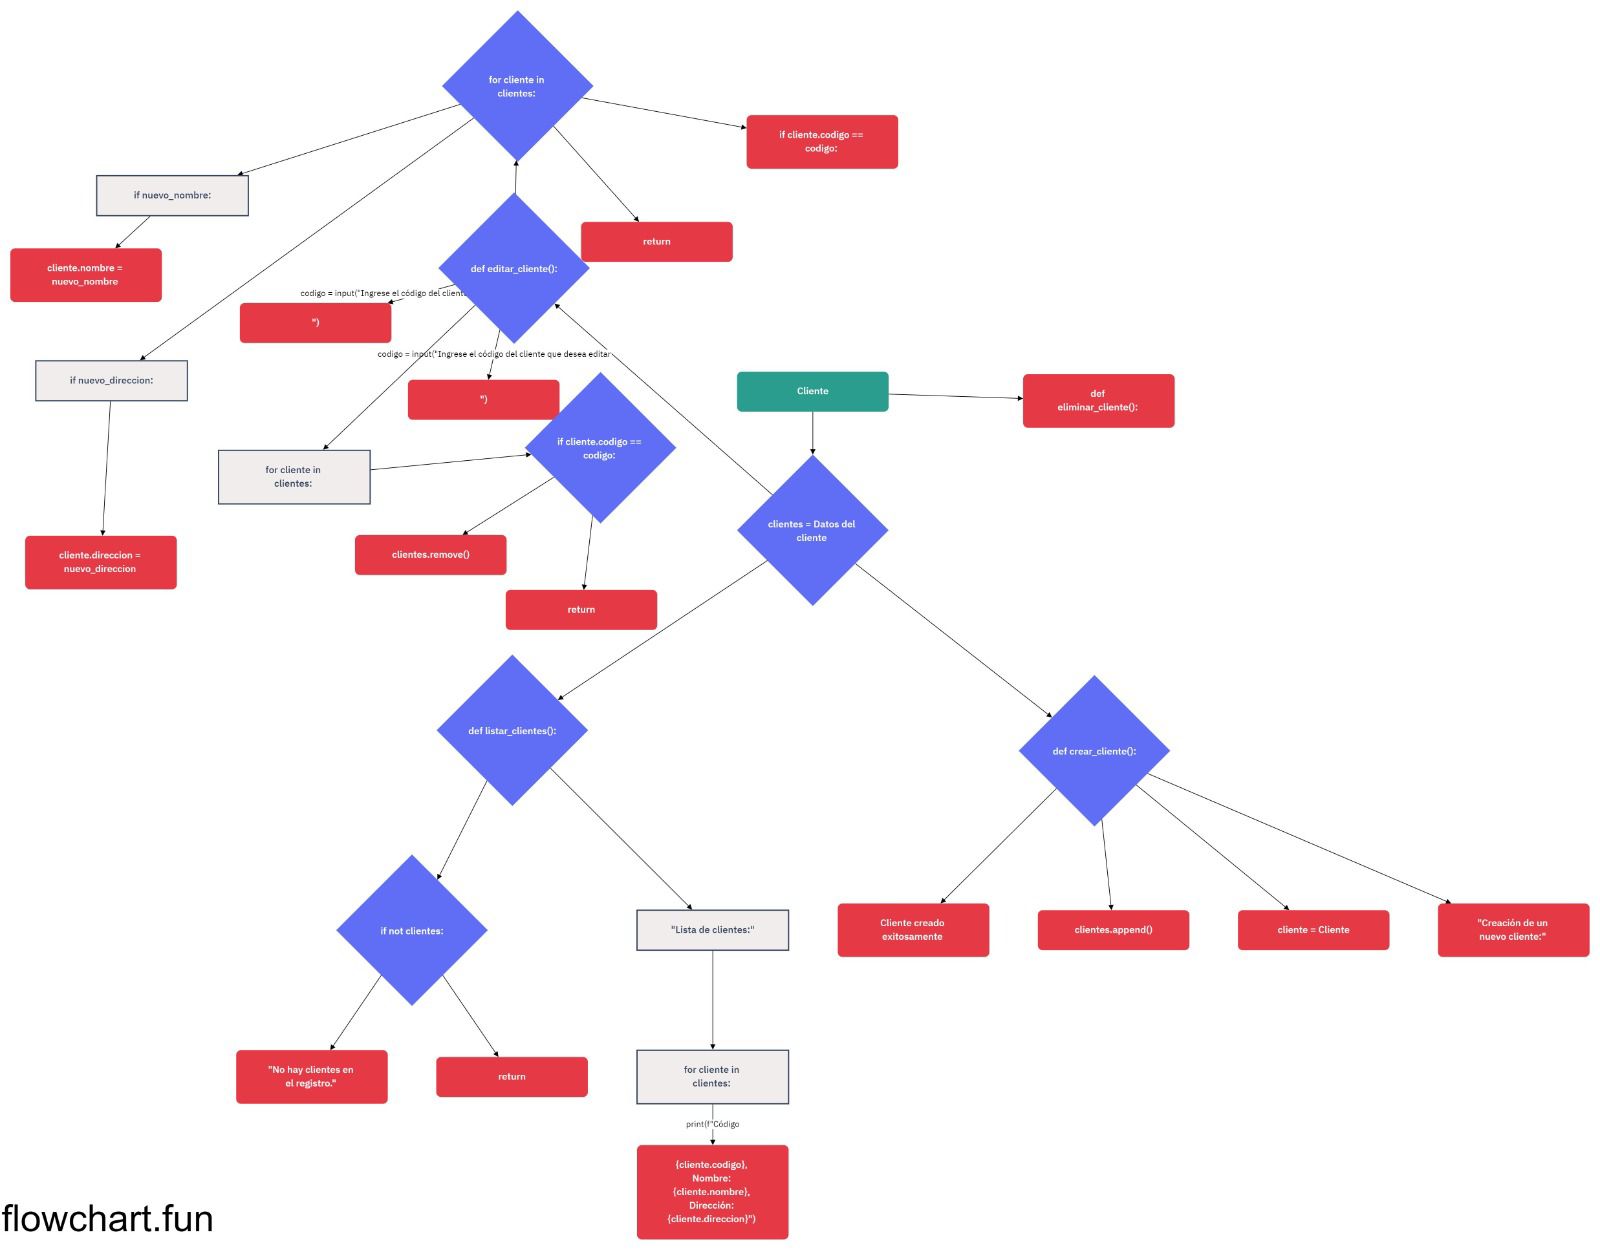 for cliente in
clientes:
if cliente.codigo ==
codigo:
if nuevo_nombre:
return
cliente.nombre =
nuevo_nombre
def editar_cliente():
codigo = input("Ingrese el código del cliente
")
codigo = input("Ingrese el código del cliente que desea editar
")
if nuevo_direccion:
Cliente
def
eliminar_cliente():
if cliente.codigo ==
codigo:
for cliente in
clientes:
clientes = Datos del
cliente
cliente.direccion =
nuevo_direccion
clientes.remove()
return
def listar_clientes():
def crear_cliente():
if not clientes:
"Lista de clientes:"
Cliente creado
exitosamente
clientes.append()
cliente = Cliente
"Creación de un
nuevo cliente:"
"No hay clientes en
el registro."
return
for cliente in
clientes:
print(f"Código
{cliente.codigo},
Nombre:
{cliente.nombre},
Dirección:
{cliente.direccion}")
flowchart.fun